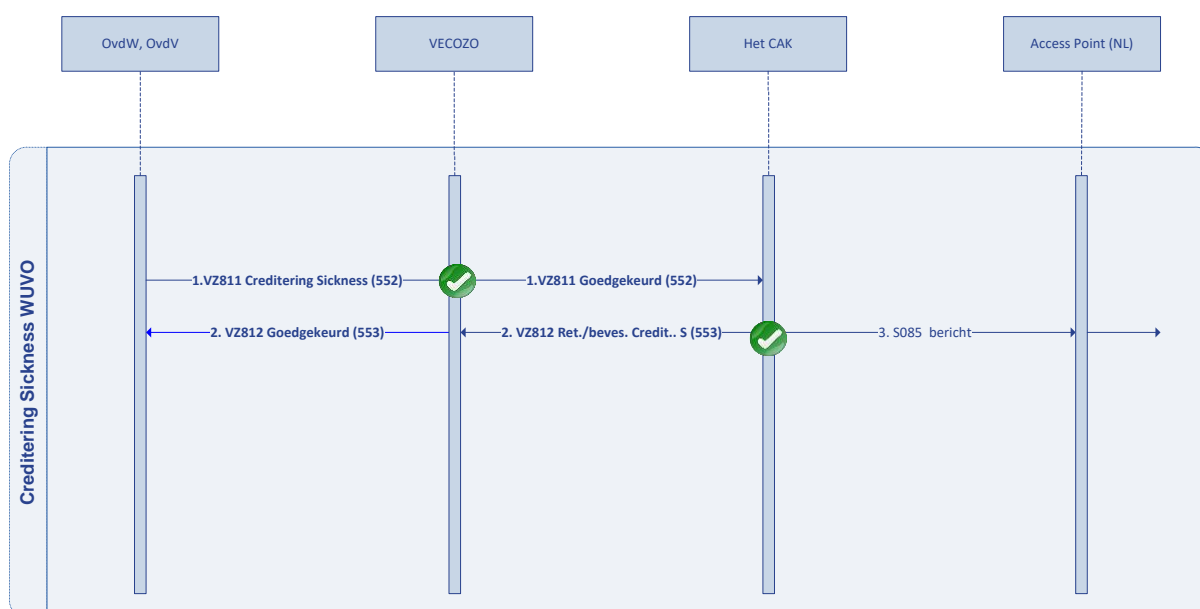 OvdW, OvdV
VECOZO
Het CAK
Access Point (NL)
Creditering Sickness WUVO
1.VZ811 Creditering Sickness (552)
1.VZ811 Goedgekeurd (552)
2. VZ812 Goedgekeurd (553)
2. VZ812 Ret./beves. Credit.. S (553)
3. S085 bericht